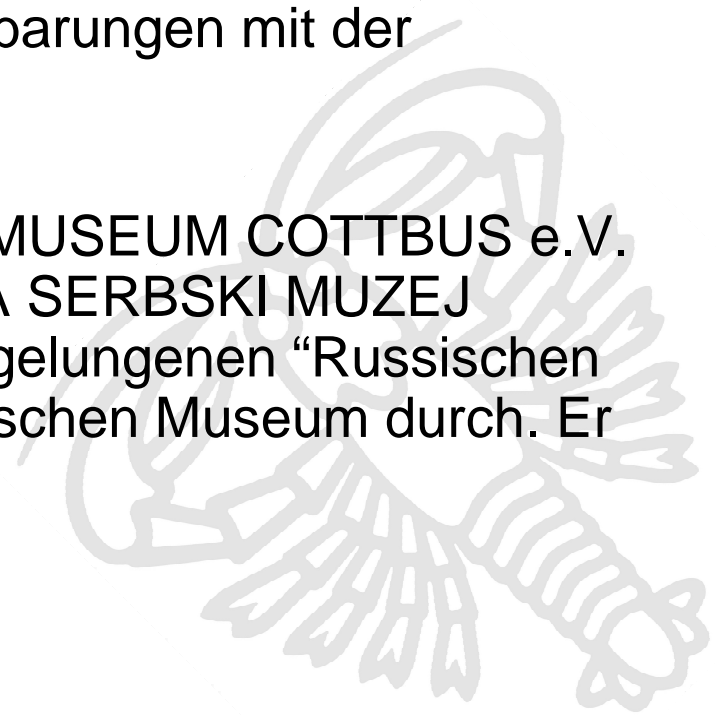 barungen mit der
MUSEUM COTTBUS e.V.
A SERBSKI MUZEJ
gelungenen “Russischen
schen Museum durch. Er